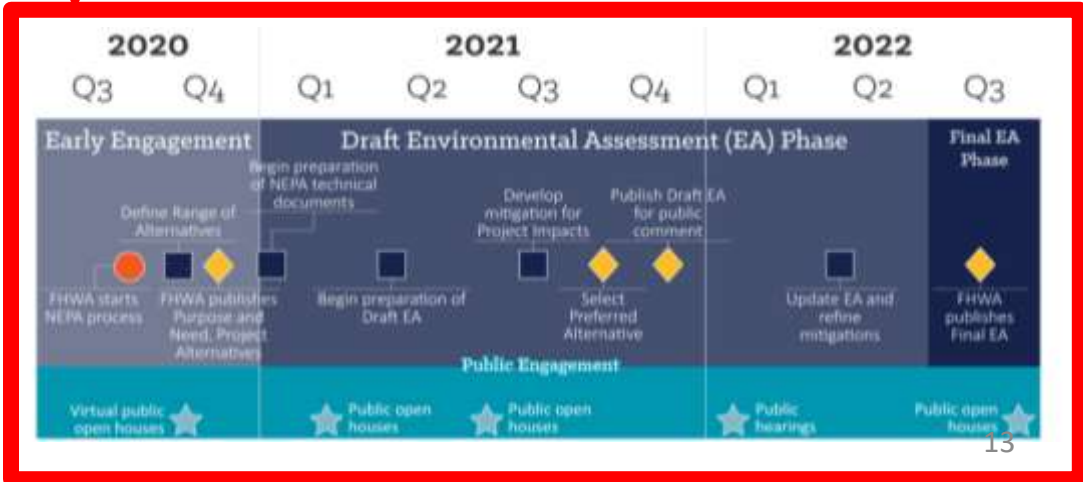 2020
2021
2022
Q3
Q4
Q1
Q2
Q3
Q4
Q1
Q2
Q3
Early Engagement
Draft Environmental Assessment (EA) Phase
Final EA
Phase
Begin preparation
of NEPA technical
documents
Define Range of
Alternatives
Develop
mitigation for
Project Impacts
Publish Draft EA
for public
comment
FHWA starts
NEPA process
FHWA publishes
Purpose and
Need, Project
Alternatives
Begin preparation of
Draft EA
Select
Preferred
Alternative
Update EA and
refine
mitigations
FHWA
publishes
Final EA
Public Engagement
Virtual public
open houses
Public open
houses
Public open
houses
Public
hearings
Public open
houses
13